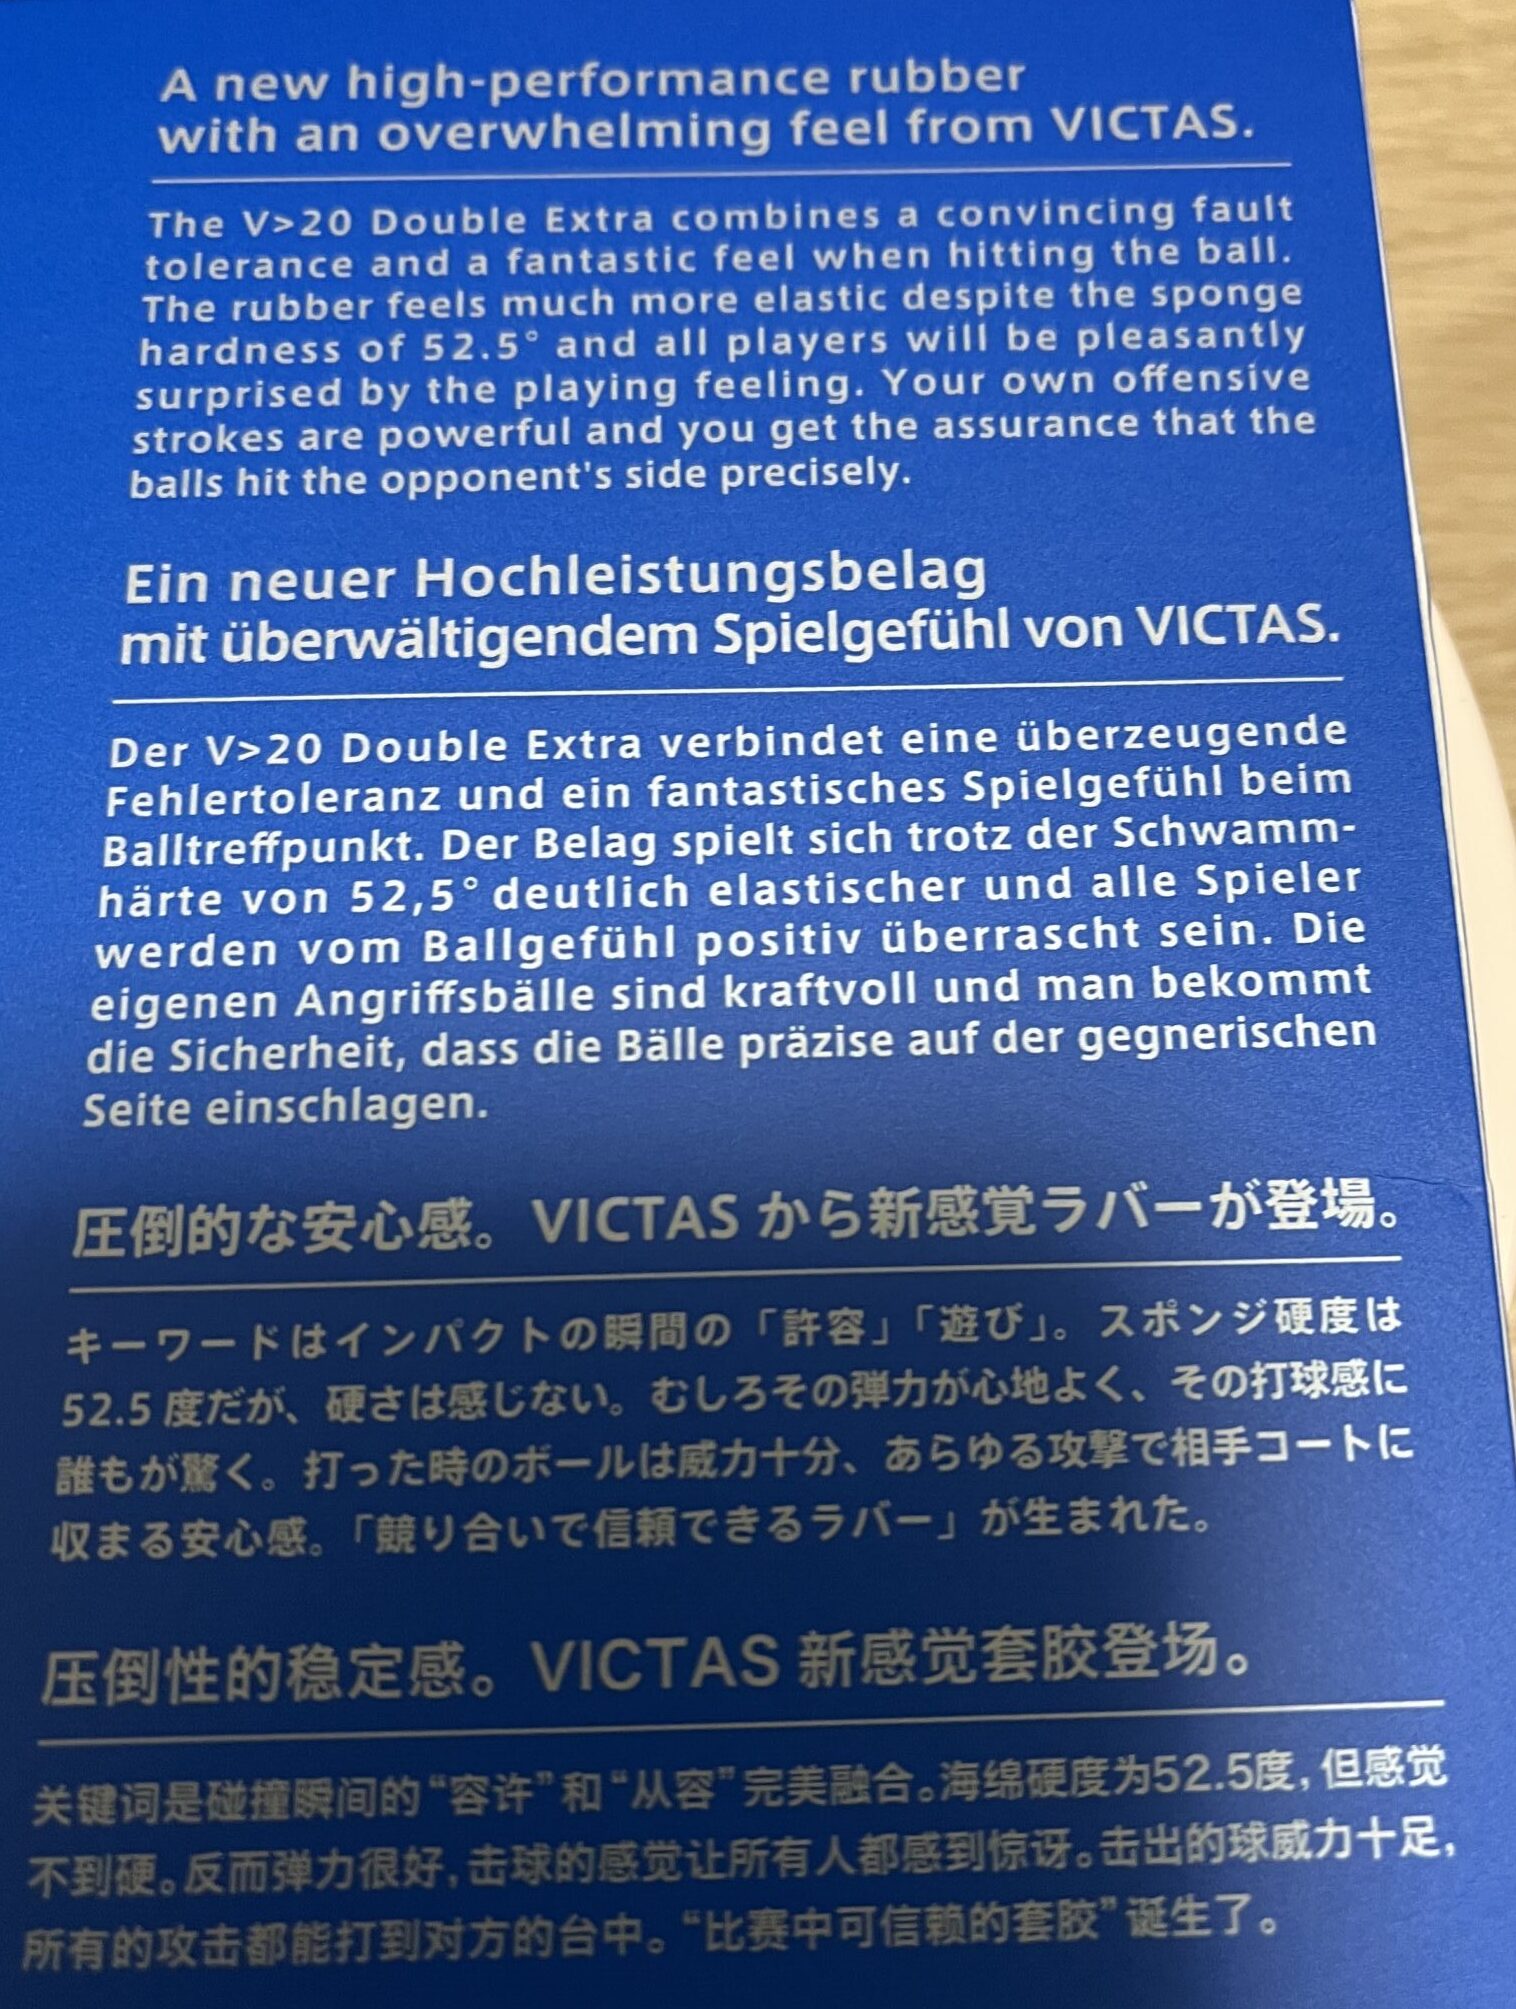 A new high-performance rubber
with an overwhelming feel from VICTAS.
The V>20 Double Extra combines a convincing fault
tolerance and a fantastic feel when hitting the ball.
The rubber feels much more elastic despite the sponge
hardness of 52.5° and all players will be pleasantly
surprised by the playing feeling. Your own offensive
strokes are powerful and you get the assurance that the
balls hit the opponent's side precisely.
Ein neuer Hochleistungsbelag
mit überwältigendem Spielgefühl von VICTAS.
Der V>20 Double Extra verbindet eine überzeugende
Fehlertoleranz und ein fantastisches Spielgefühl beim
Balltreffpunkt. Der Belag spielt sich trotz der Schwamm-
härte von 52,5° deutlich elastischer und alle Spieler
werden vom Ballgefühl positiv überrascht sein. Die
eigenen Angriffsbälle sind kraftvoll und man bekommt
die Sicherheit, dass die Bälle präzise auf der gegnerischen
Seite einschlagen.
圧倒的な安心感。VICTAS から新感覚ラバーが登場。
キーワードはインパクトの瞬間の「許容」「遊び」。スポンジ硬度は
52.5 度だが、硬さは感じない。むしろその弾力が心地よく、その打球感に
誰もが驚く。打った時のボールは威力十分、あらゆる攻撃で相手コートに
収まる安心感。「競り合いで信頼できるラバー」が生まれた。
压倒性的稳定感。VICTAS 新感觉套胶登场。
关键词是碰撞瞬间的“容许”和“从容”完美融合。海绵硬度为52.5度，但感觉
不到硬。反而弹力很好，击球的感觉让所有人都感到惊讶。击出的球威力十足，
所有的攻击都能打到对方的台中。“比赛中可信赖的套胶”诞生了。